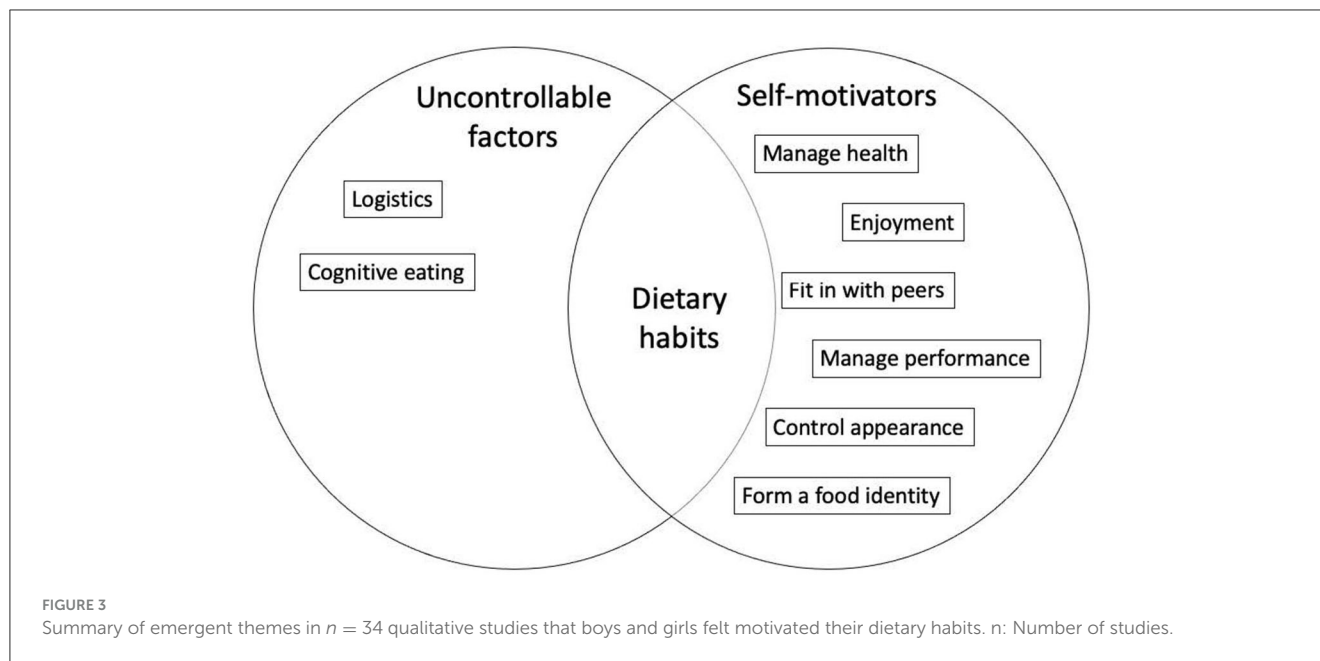 Uncontrollable
factors
Logistics
Cognitive eating
Dietary
habits
Self-motivators
Manage health
Enjoyment
Fit in with peers
Manage performance
Control appearance
Form a food identity
FIGURE 3
Summary of emergent themes in n = 34 qualitative studies that boys and girls felt motivated their dietary habits. n: Number of studies.